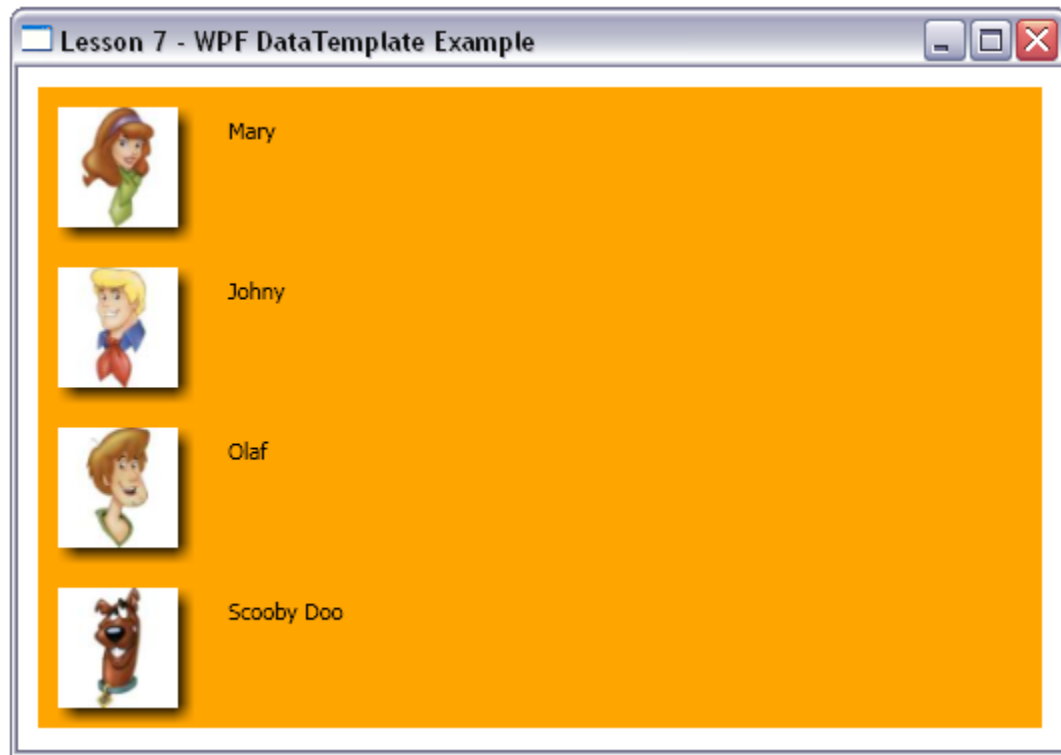 Lesson 7 - WPF DataTemplate Example
Mary
Johny
Olaf
Scooby Doo